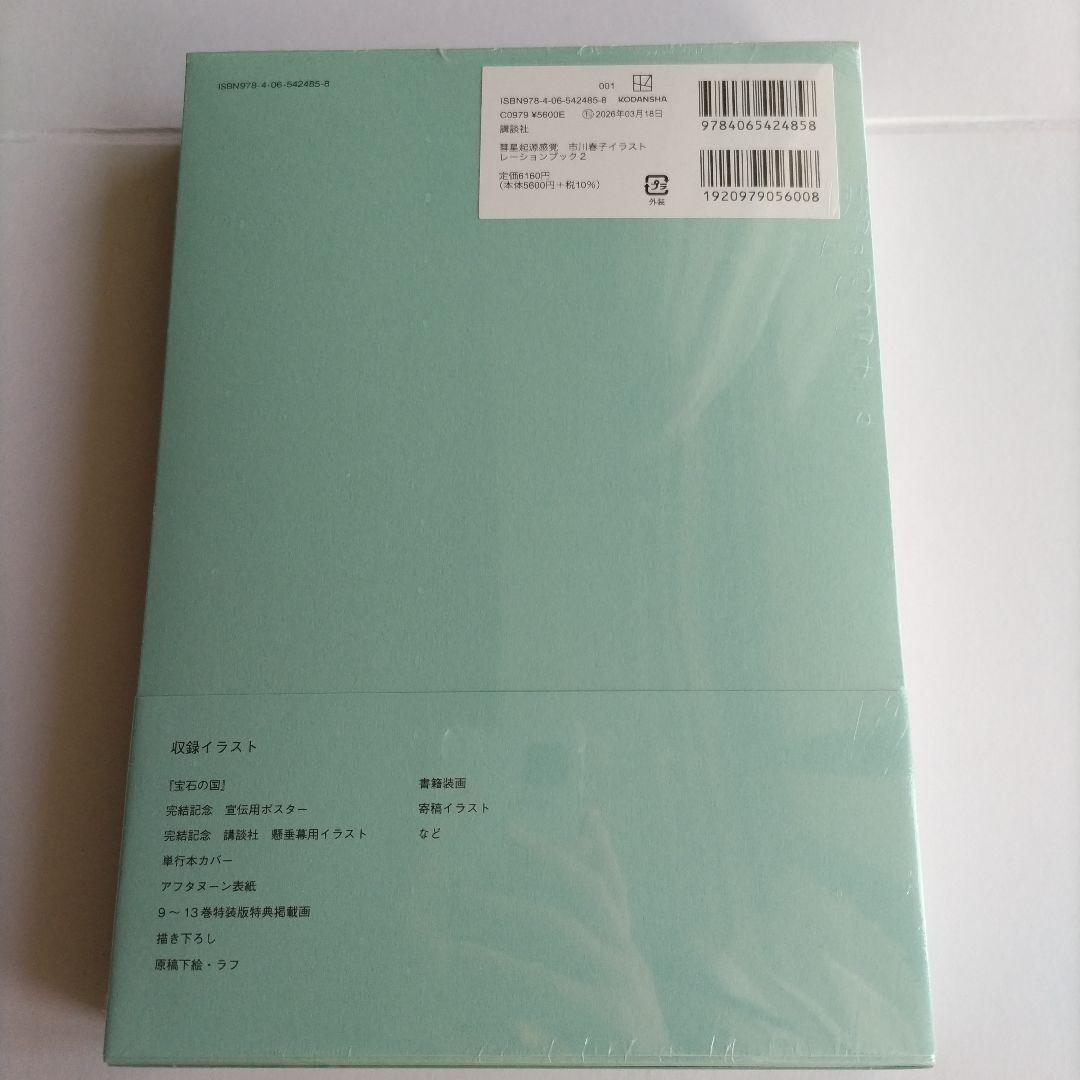 ISBN978-4-06-542485-8
001
ISBN978-4-06-542485-8 KODANSHA
C0979 ¥5600E Ⓣ2026年03月18日
講談社
彗星起源感覚 市川春子イラスト
レーションブック2
定価6160円
(本体5600円+税10%)
外装
9784065424858
1920979056008
収録イラスト
『宝石の国』
完結記念 宣伝用ポスター
完結記念 講談社 懸垂幕用イラスト
単行本カバー
アフタヌーン表紙
9〜13巻特装版特典掲載画
描き下ろし
原稿下絵・ラフ
書籍装画
寄稿イラスト
など